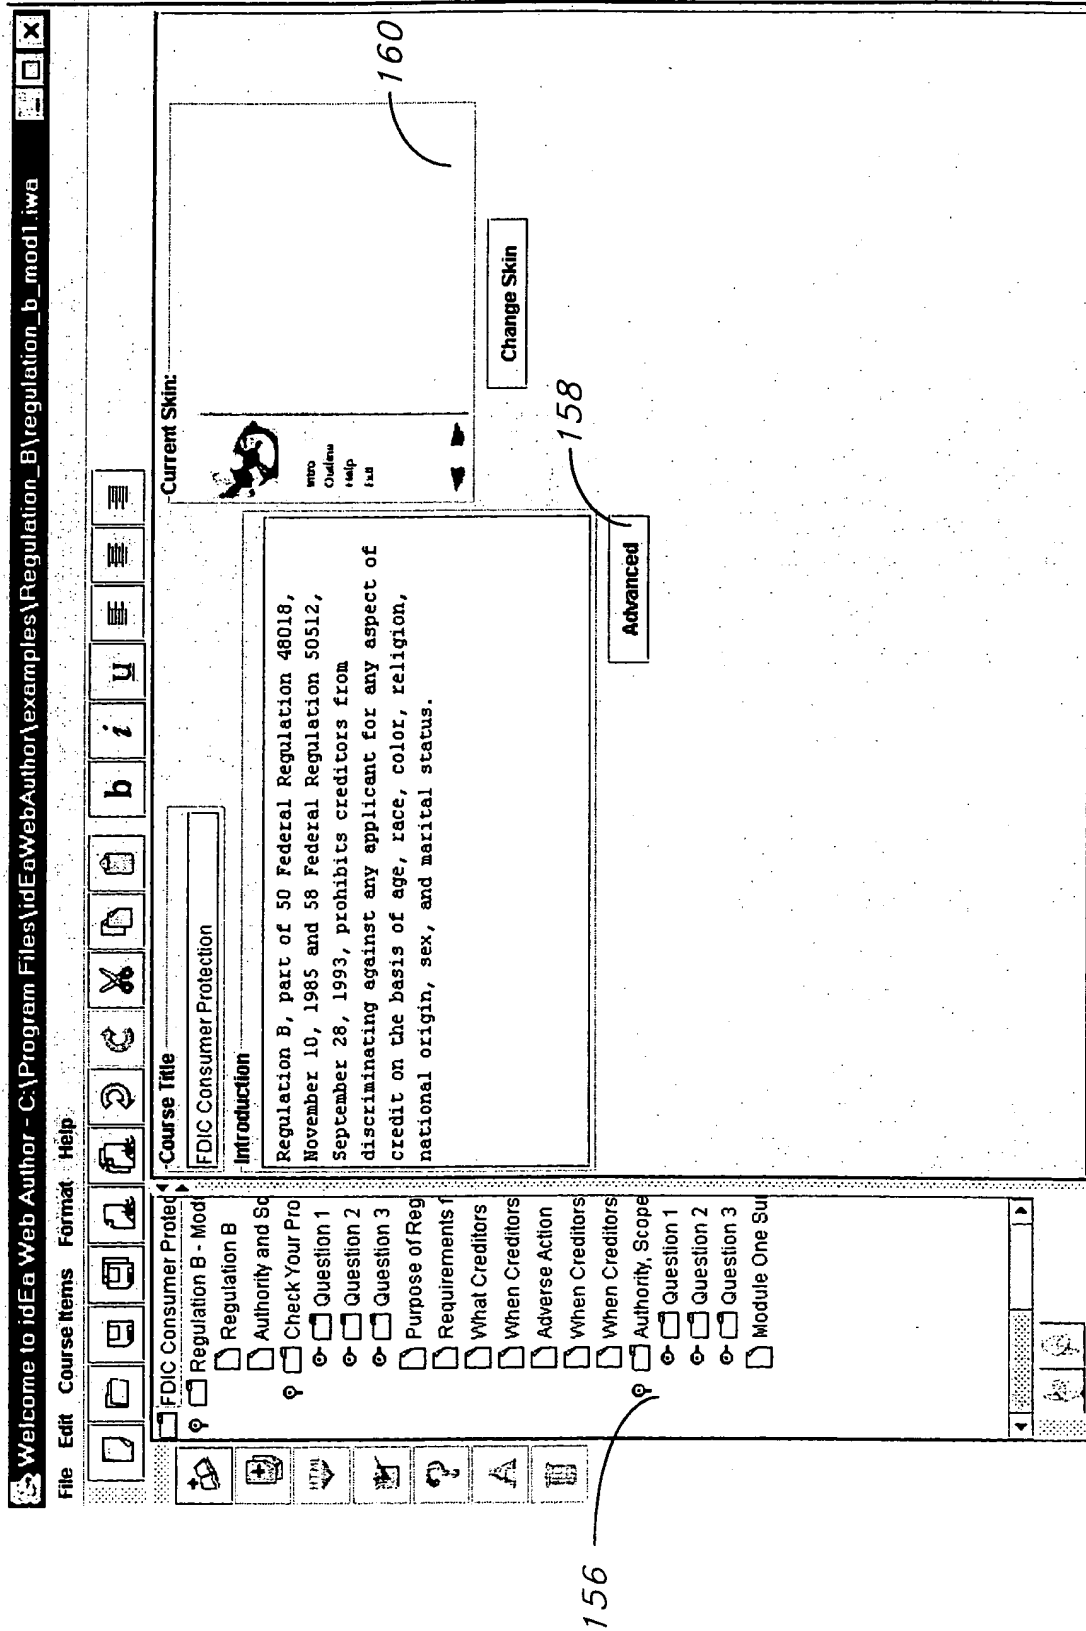 Welcome to idEa Web Author - C:\Program Files\idEaWebAuthor\examples\Regulation_B\regulation_b_mod1.iwa
File Edit Course Items Format Help
b i u
HTML
FDIC Consumer Protec
Regulation B - Mod
Regulation B
Authority and Sc
Check Your Pro
Question 1
Question 2
Question 3
Purpose of Reg
Requirements f
What Creditors
When Creditors
Adverse Action
When Creditors
When Creditors
Authority, Scope
Question 1
Question 2
Question 3
Module One Su
156
Course Title
FDIC Consumer Protection
Introduction
Regulation B, part of 50 Federal Regulation 48018,
November 10, 1985 and 58 Federal Regulation 50512,
September 28, 1993, prohibits creditors from
discriminating against any applicant for any aspect of
credit on the basis of age, race, color, religion,
national origin, sex, and marital status.
Advanced
158
Current Skin:
Intro
Outline
Help
Exit
160
Change Skin